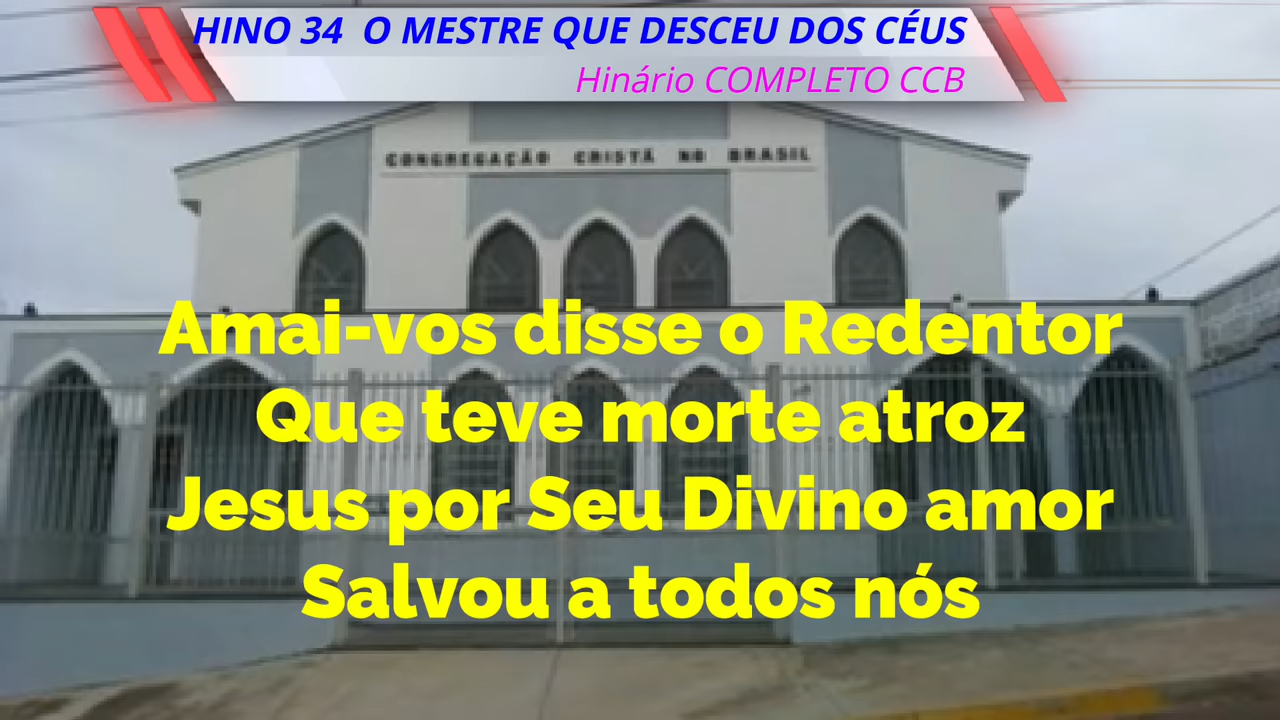 HINO 34 O MESTRE QUE DESCEU DOS CÉUS
Hinário COMPLETO CCB
CONGREGAÇÃO CRISTÃ NO BRASIL
Amai-vos disse o Redentor
Que teve morte atroz
Jesus por Seu Divino amor
Salvou a todos nós